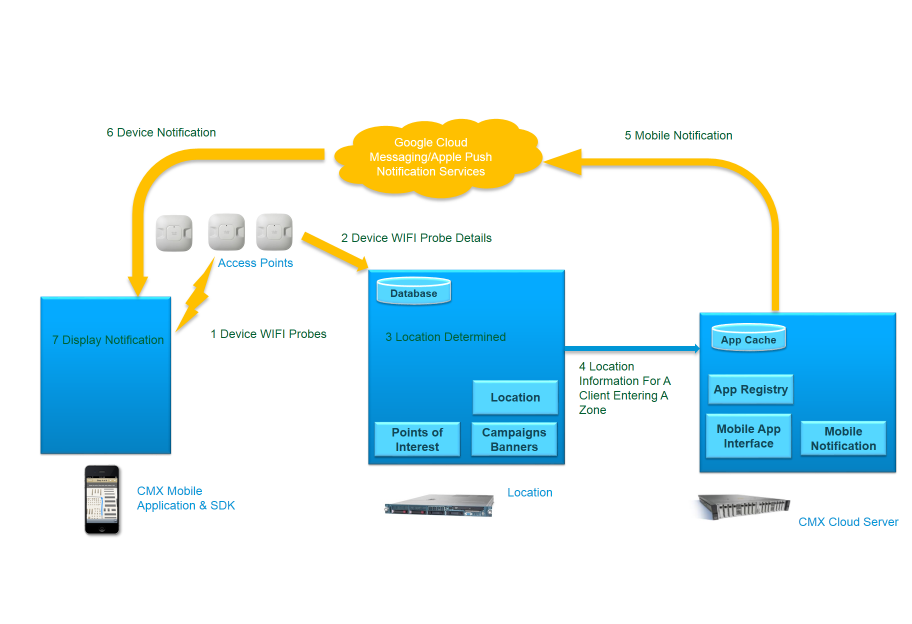 6 Device Notification
Google Cloud
Messaging/Apple Push
Notification Services
5 Mobile Notification
2 Device WIFI Probe Details
Access Points
Database
1 Device WIFI Probes
7 Display Notification
3 Location Determined
App Cache
4 Location
Information For A
Client Entering A
Zone
Location
Points of
Interest
Campaigns
Banners
App Registry
Mobile App
Interface
Mobile
Notification
CMX Mobile
Application & SDK
Location
CMX Cloud Server